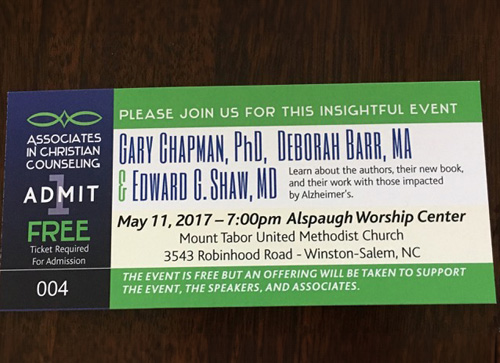 ASSOCIATES
IN CHRISTIAN
COUNSELING
1
ADMIT
FREE
Ticket Required
For Admission
004
PLEASE JOIN US FOR THIS INSIGHTFUL EVENT
GARY CHAPMAN, PHD, DEBORAH BARR, MA
& EDWARD G. SHAW, MD
Learn about the authors, their new book,
and their work with those impacted
by Alzheimer's.
May 11, 2017 – 7:00pm Alspaugh Worship Center
Mount Tabor United Methodist Church
3543 Robinhood Road - Winston-Salem, NC
THE EVENT IS FREE BUT AN OFFERING WILL BE TAKEN TO SUPPORT
THE EVENT, THE SPEAKERS, AND ASSOCIATES.